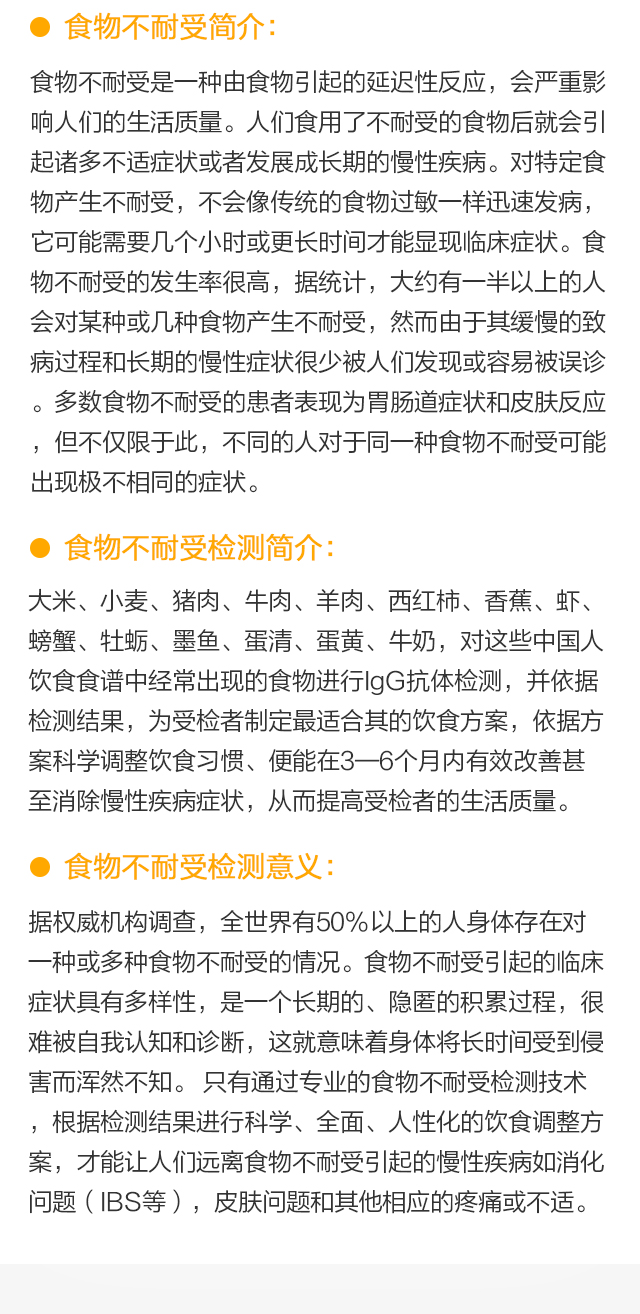 ● 食物不耐受简介：
食物不耐受是一种由食物引起的延迟性反应，会严重影
响人们的生活质量。人们食用了不耐受的食物后就会引
起诸多不适症状或者发展成长期的慢性疾病。对特定食
物产生不耐受，不会像传统的食物过敏一样迅速发病，
它可能需要几个小时或更长时间才能显现临床症状。食
物不耐受的发生率很高，据统计，大约有一半以上的人
会对某种或几种食物产生不耐受，然而由于其缓慢的致
病过程和长期的慢性症状很少被人们发现或容易被误诊
。多数食物不耐受的患者表现为胃肠道症状和皮肤反应
，但不仅限于此，不同的人对于同一种食物不耐受可能
出现极不相同的症状。
● 食物不耐受检测简介：
大米、小麦、猪肉、牛肉、羊肉、西红柿、香蕉、虾、
螃蟹、牡蛎、墨鱼、蛋清、蛋黄、牛奶，对这些中国人
饮食食谱中经常出现的食物进行IgG抗体检测，并依据
检测结果，为受检者制定最适合其的饮食方案，依据方
案科学调整饮食习惯、便能在3—6个月内有效改善甚
至消除慢性疾病症状，从而提高受检者的生活质量。
● 食物不耐受检测意义：
据权威机构调查，全世界有50%以上的人身体存在对
一种或多种食物不耐受的情况。食物不耐受引起的临床
症状具有多样性，是一个长期的、隐匿的积累过程，很
难被自我认知和诊断，这就意味着身体将长时间受到侵
害而浑然不知。 只有通过专业的食物不耐受检测技术
，根据检测结果进行科学、全面、人性化的饮食调整方
案，才能让人们远离食物不耐受引起的慢性疾病如消化
问题（IBS等），皮肤问题和其他相应的疼痛或不适。